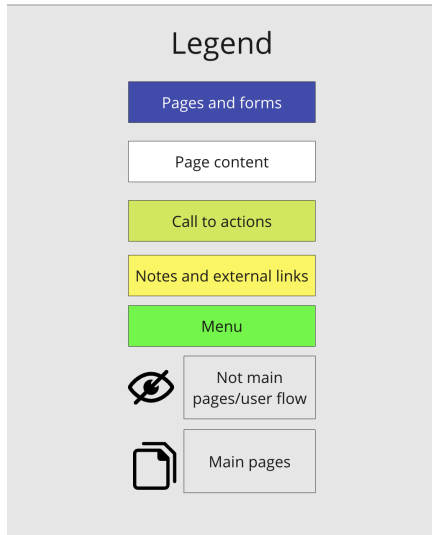 Legend
Pages and forms
Page content
Call to actions
Notes and external links
Menu
Not main
pages/user flow
Main pages